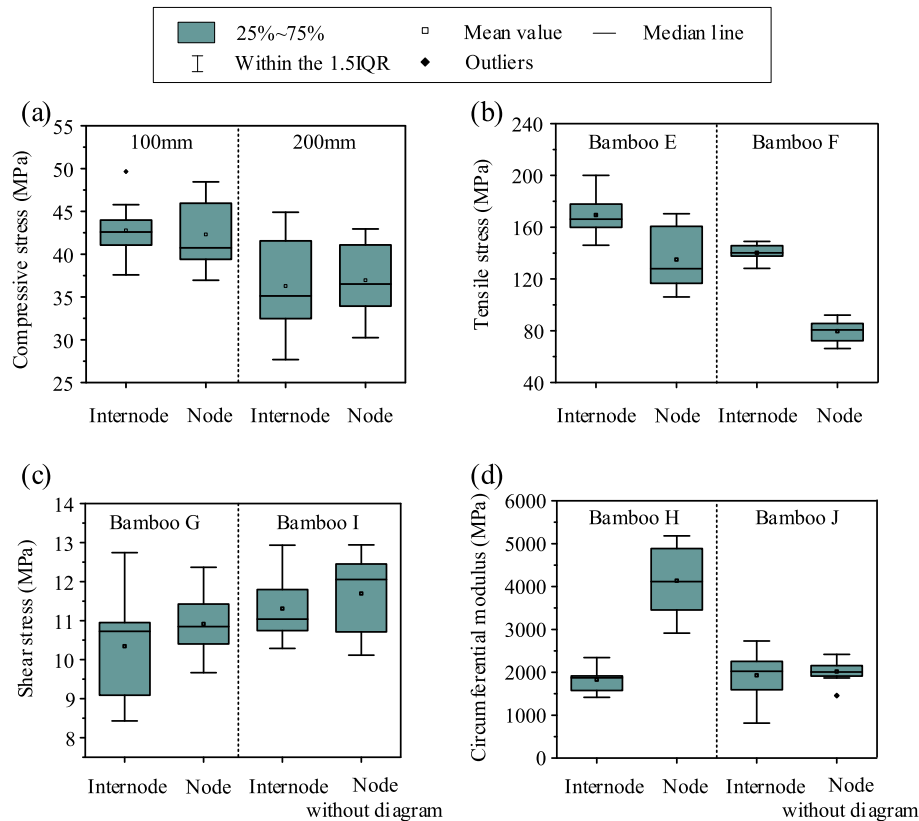 25%~75%
Mean value
Median line
Within the 1.5IQR
Outliers
(a)
Compressive stress (MPa)
55
50
45
40
35
30
25
100mm
200mm
Internode
Node
Internode
Node
(b)
Tensile stress (MPa)
240
200
160
120
80
40
Bamboo E
Bamboo F
Internode
Node
Internode
Node
(c)
Shear stress (MPa)
14
13
12
11
10
9
8
Bamboo G
Bamboo I
Internode
Node
Internode
Node
without diagram
(d)
Circumferential modulus (MPa)
6000
5000
4000
3000
2000
1000
0
Bamboo H
Bamboo J
Internode
Node
Internode
Node
without diagram